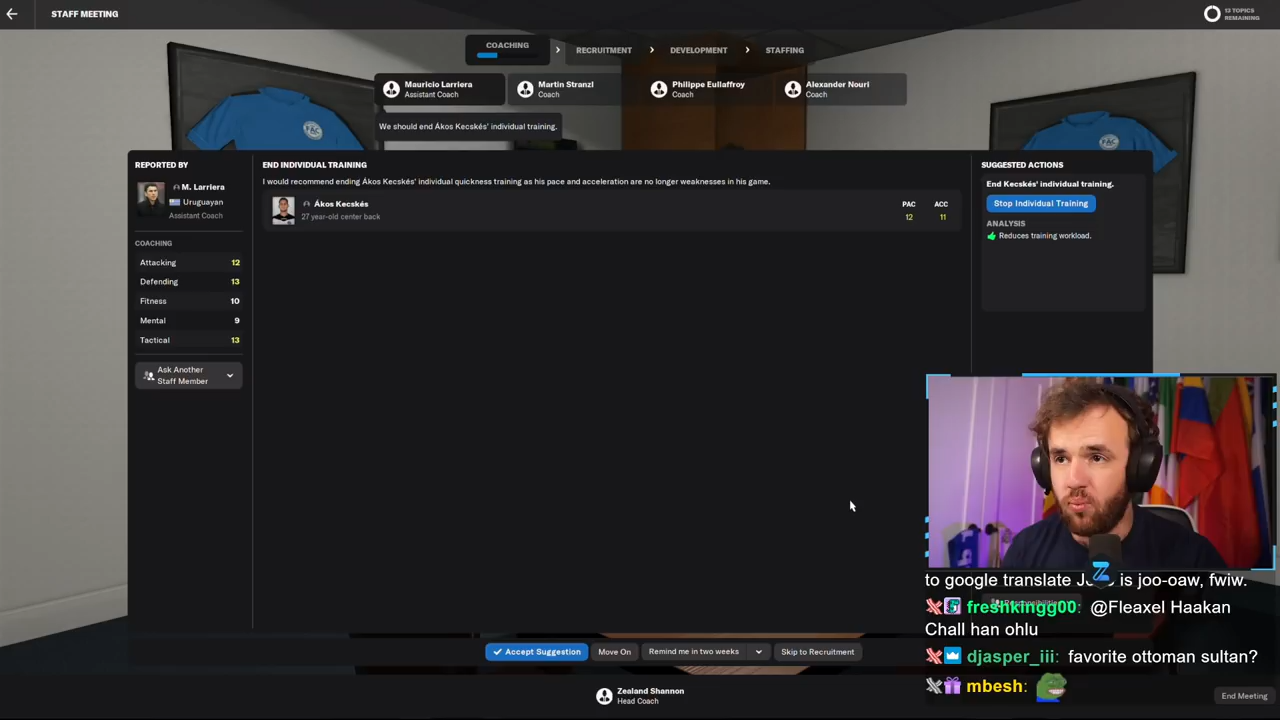 STAFF MEETING
13 TOPICS
REMAINING
COACHING
RECRUITMENT
DEVELOPMENT
STAFFING
Mauricio Larriera
Assistant Coach
Martin Stranzl
Coach
Philippe Eullaffroy
Coach
Alexander Nouri
Coach
We should end Ákos Kecskés' individual training.
REPORTED BY
M. Larriera
Uruguayan
Assistant Coach
COACHING
Attacking 12
Defending 13
Fitness 10
Mental 9
Tactical 13
Ask Another
Staff Member
END INDIVIDUAL TRAINING
I would recommend ending Ákos Kecskés' individual quickness training as his pace and acceleration are no longer weaknesses in his game.
Ákos Kecskés
27 year-old center back
PAC ACC
12 11
SUGGESTED ACTIONS
End Kecskés' individual training.
Stop Individual Training
ANALYSIS
Reduces training workload.
to google translate is joo-oaw, fwiw.
freshkingg00: @Fleaxel Haakan
Chall han ohlu
djasper_iii: favorite ottoman sultan?
mbesh:
Accept Suggestion
Move On
Remind me in two weeks
Skip to Recruitment
Zealand Shannon
Head Coach
End Meeting